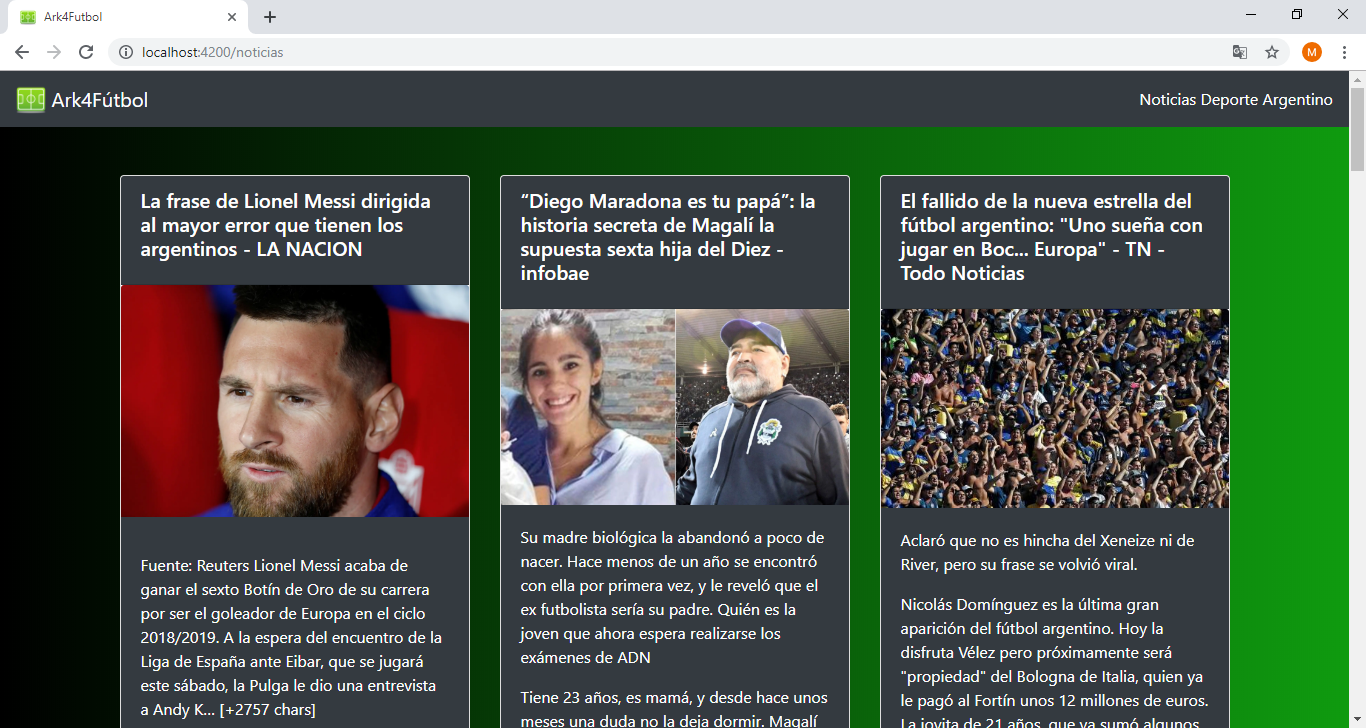 Ark4Futbol
localhost:4200/noticias
M
Ark4Fútbol
Noticias Deporte Argentino
La frase de Lionel Messi dirigida
al mayor error que tienen los
argentinos - LA NACION
Fuente: Reuters Lionel Messi acaba de
ganar el sexto Botín de Oro de su carrera
por ser el goleador de Europa en el ciclo
2018/2019. A la espera del encuentro de la
Liga de España ante Eibar, que se jugará
este sábado, la Pulga le dio una entrevista
a Andy K... [+2757 chars]
“Diego Maradona es tu papá”: la
historia secreta de Magalí la
supuesta sexta hija del Diez -
infobae
Su madre biológica la abandonó a poco de
nacer. Hace menos de un año se encontró
con ella por primera vez, y le reveló que el
ex futbolista sería su padre. Quién es la
joven que ahora espera realizarse los
exámenes de ADN
Tiene 23 años, es mamá, y desde hace unos
meses una duda no la deja dormir. Magalí
El fallido de la nueva estrella del
fútbol argentino: "Uno sueña con
jugar en Boc... Europa" - TN -
Todo Noticias
Aclaró que no es hincha del Xeneize ni de
River, pero su frase se volvió viral.
Nicolás Domínguez es la última gran
aparición del fútbol argentino. Hoy la
disfruta Vélez pero próximamente será
"propiedad" del Bologna de Italia, quien ya
le pagó al Fortín unos 12 millones de euros.
La joyita de 21 años, que ya sumó algunos